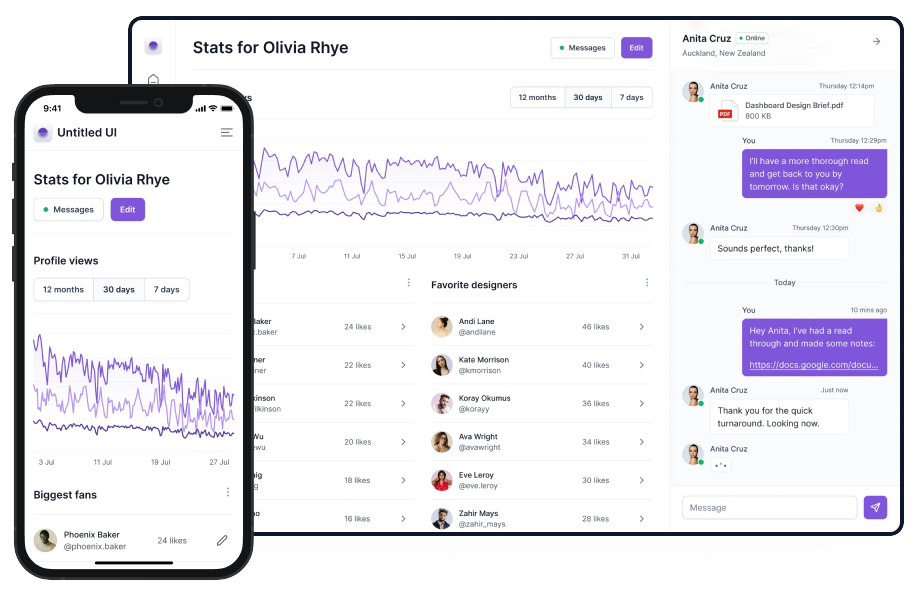 9:41
Untitled UI
Stats for Olivia Rhye
Messages
Edit
Profile views
12 months
30 days
7 days
3 Jul
11 Jul
19 Jul
27 Jul
Biggest fans
Phoenix Baker
@phoenix.baker
24 likes
Stats for Olivia Rhye
Messages
Edit
12 months
30 days
7 days
7 Jul
11 Jul
15 Jul
19 Jul
23 Jul
27 Jul
31 Jul
Baker
.baker
24 likes
22 likes
22 likes
20 likes
18 likes
16 likes
Favorite designers
Andi Lane
@andilane
46 likes
Kate Morrison
@kmorrison
40 likes
Koray Okumus
@korayy
36 likes
Ava Wright
@avawright
34 likes
Eve Leroy
@eve.leroy
30 likes
Zahir Mays
@zahir_mays
28 likes
Anita Cruz
Online
Auckland, New Zealand
Anita Cruz
Thursday 12:14pm
PDF
Dashboard Design Brief.pdf
800 KB
You
Thursday 12:29pm
I'll have a more thorough read
and get back to you by
tomorrow. Is that okay?
Anita Cruz
Thursday 12:30pm
Sounds perfect, thanks!
Today
You
10 mins ago
Hey Anita, I've had a read
through and made some notes:
https://docs.google.com/docu...
Anita Cruz
Just now
Thank you for the quick
turnaround. Looking now.
Anita Cruz
Message